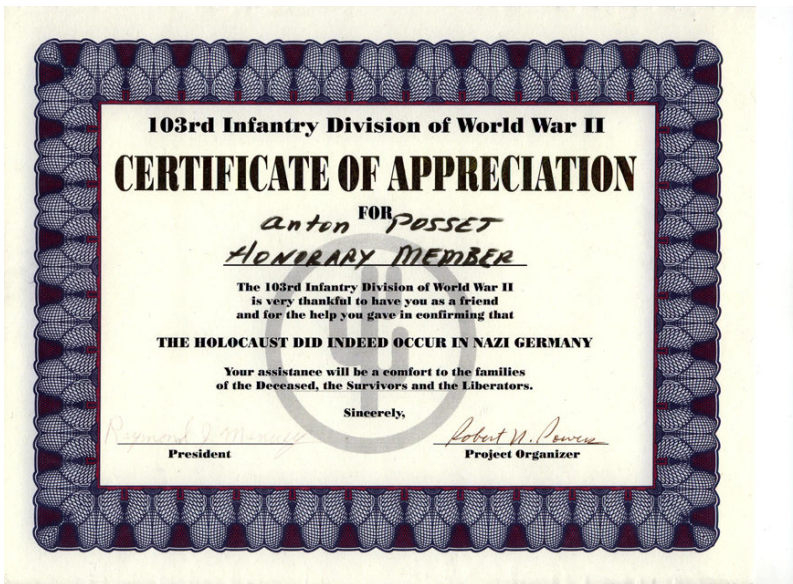 103rd Infantry Division of World War II
CERTIFICATE OF APPRECIATION
FOR
anton POSSET
HONORARY MEMBER
The 103rd Infantry Division of World War II
is very thankful to have you as a friend
and for the help you gave in confirming that
THE HOLOCAUST DID INDEED OCCUR IN NAZI GERMANY
Your assistance will be a comfort to the families
of the Deceased, the Survivors and the Liberators.
Sincerely,
Raymond J Robert N. Powers
President Project Organizer